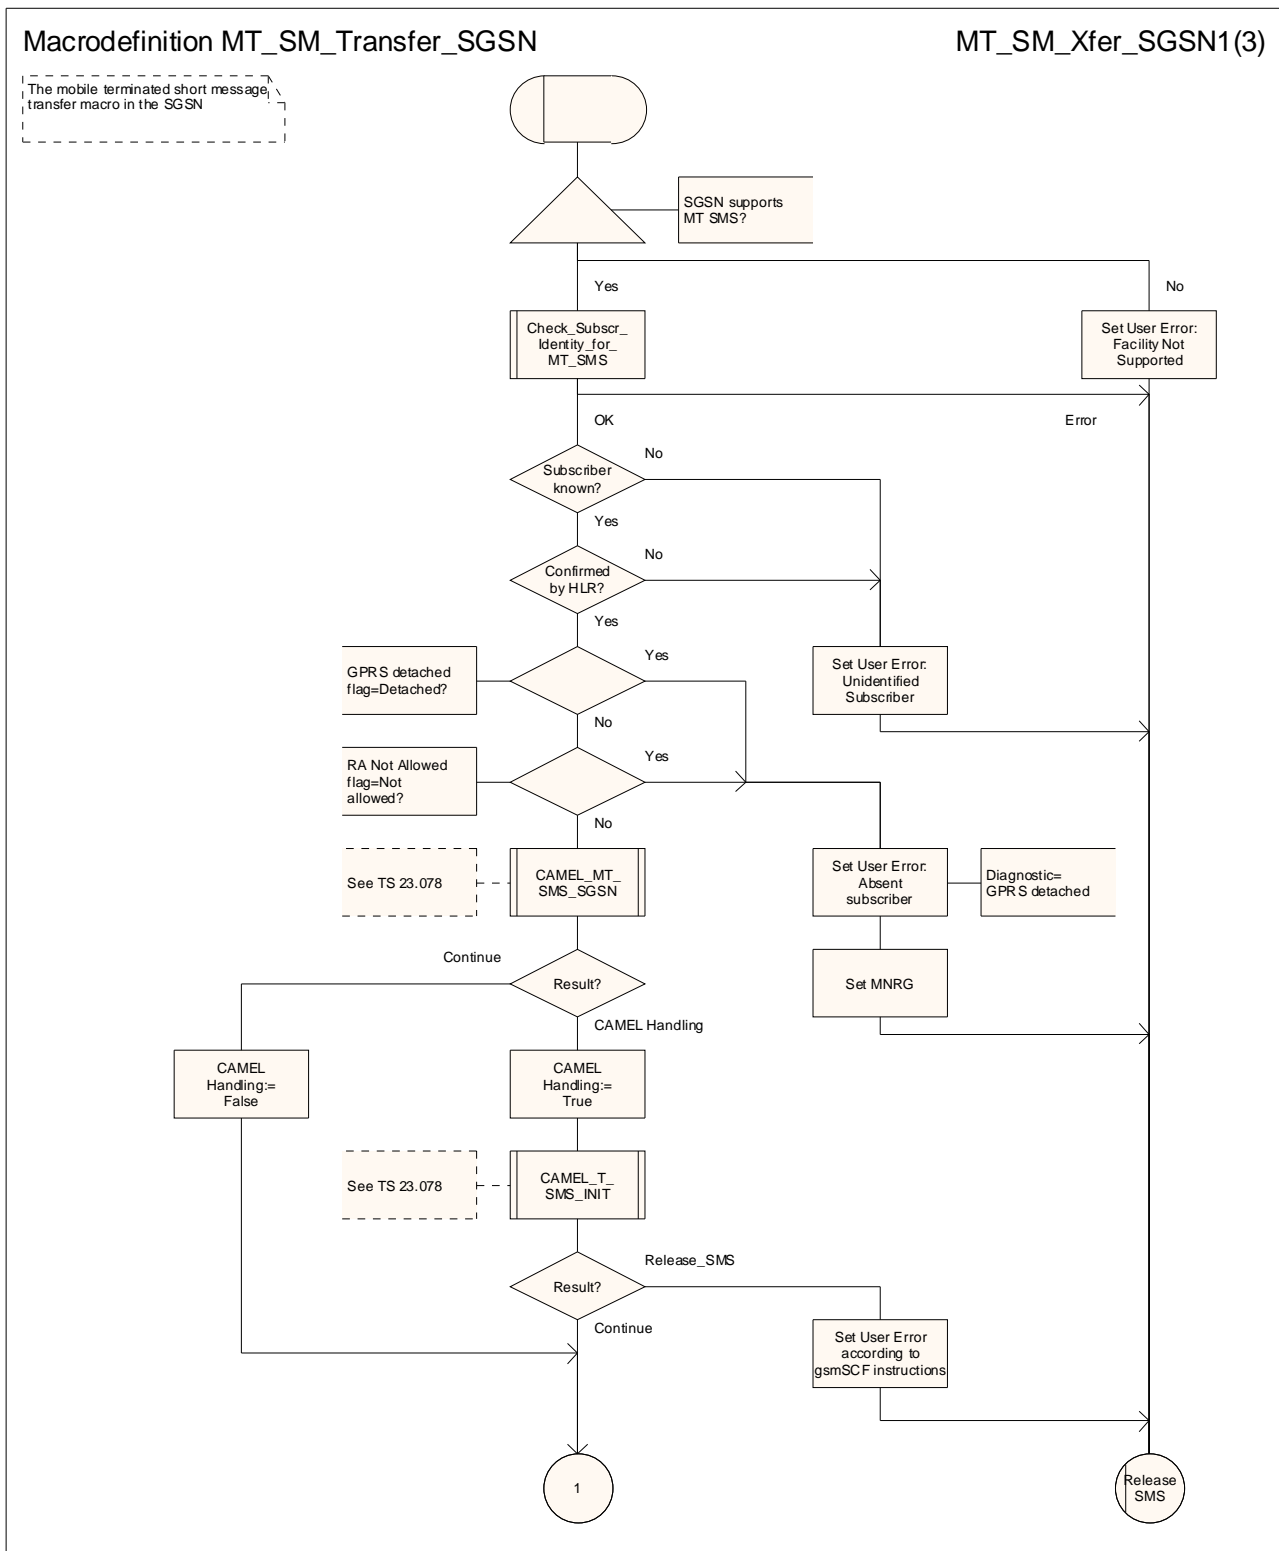 Macrodefinition MT_SM_Transfer_SGSN
MT_SM_Xfer_SGSN1(3)
The mobile terminated short message
transfer macro in the SGSN
SGSN supports
MT SMS?
Yes
No
Check_Subscr_
Identity_for_
MT_SMS
Set User Error:
Facility Not
Supported
OK
Error
Subscriber
known?
No
Yes
Confirmed
by HLR?
No
Yes
GPRS detached
flag=Detached?
Yes
Set User Error:
Unidentified
Subscriber
No
RA Not Allowed
flag=Not
allowed?
Yes
No
See TS 23.078
CAMEL_MT_
SMS_SGSN
Set User Error:
Absent
subscriber
Diagnostic=
GPRS detached
Continue
Result?
Set MNRG
CAMEL Handling
CAMEL
Handling:=
False
CAMEL
Handling:=
True
See TS 23.078
CAMEL_T_
SMS_INIT
Release_SMS
Result?
Continue
Set User Error
according to
gsmSCF instructions
1
Release
SMS